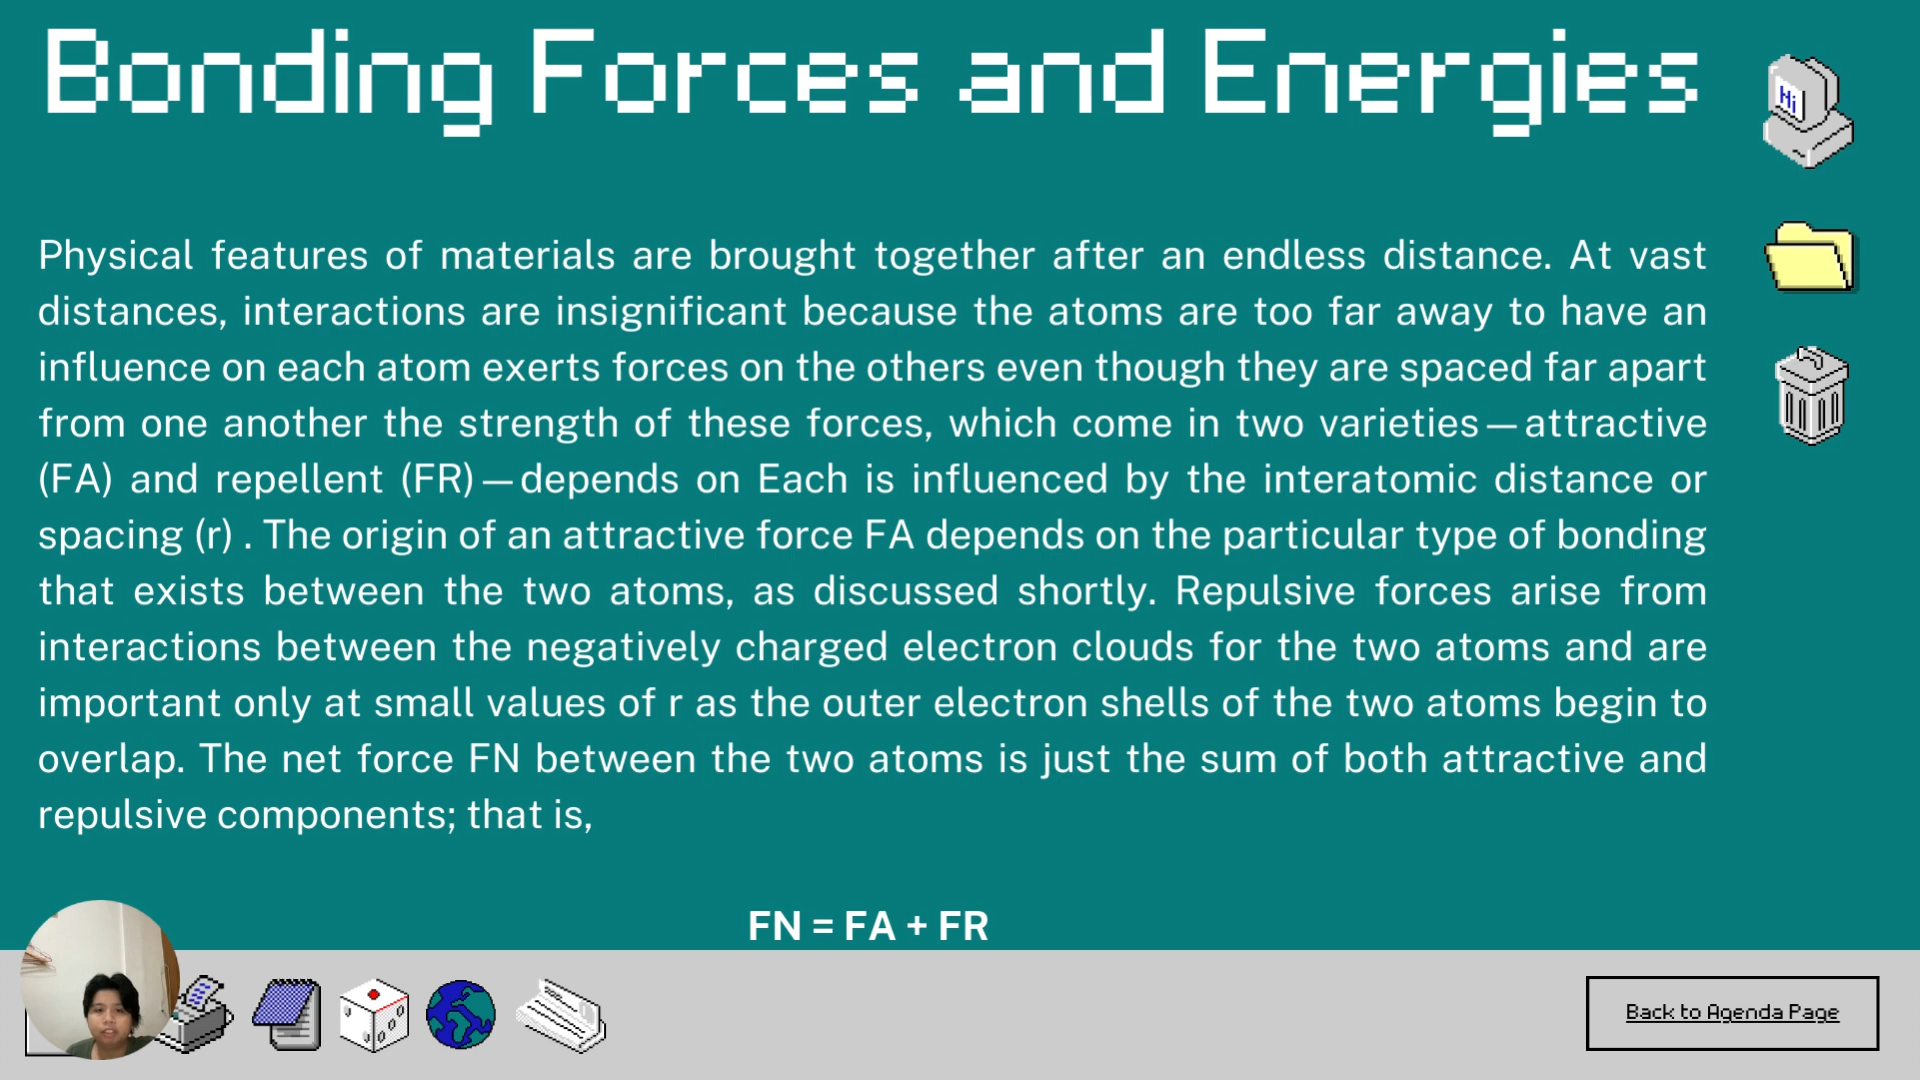 Bonding Forces and Energies
Hi
Physical features of materials are brought together after an endless distance. At vast
distances, interactions are insignificant because the atoms are too far away to have an
influence on each atom exerts forces on the others even though they are spaced far apart
from one another the strength of these forces, which come in two varieties—attractive
(FA) and repellent (FR)—depends on Each is influenced by the interatomic distance or
spacing (r) . The origin of an attractive force FA depends on the particular type of bonding
that exists between the two atoms, as discussed shortly. Repulsive forces arise from
interactions between the negatively charged electron clouds for the two atoms and are
important only at small values of r as the outer electron shells of the two atoms begin to
overlap. The net force FN between the two atoms is just the sum of both attractive and
repulsive components; that is,
FN = FA + FR
Back to Agenda Page